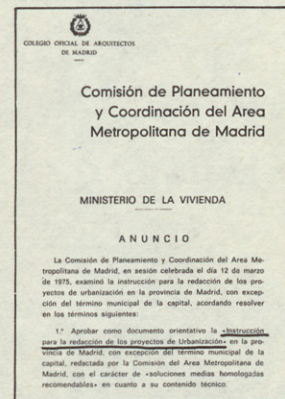 COLEGIO OFICIAL DE ARQUITECTOS
DE MADRID
Comisión de Planeamiento
y Coordinación del Area
Metropolitana de Madrid
MINISTERIO DE LA VIVIENDA
ANUNCIO
La Comisión de Planeamiento y Coordinación del Area Me-
tropolitana de Madrid, en sesión celebrada el día 12 de marzo
de 1975, examinó la instrucción para la redacción de los pro-
yectos de urbanización en la provincia de Madrid, con excep-
ción del término municipal de la capital, acordando resolver
en los términos siguientes:
1.º Aprobar como documento orientativo la «Instrucción
para la redacción de los proyectos de Urbanización» en la pro-
vincia de Madrid, con excepción del término municipal de la
capital, redactada por la Comisión del Area Metropolitana de
Madrid, con el carácter de «soluciones medias homologadas
recomendables» en cuanto a su contenido técnico.